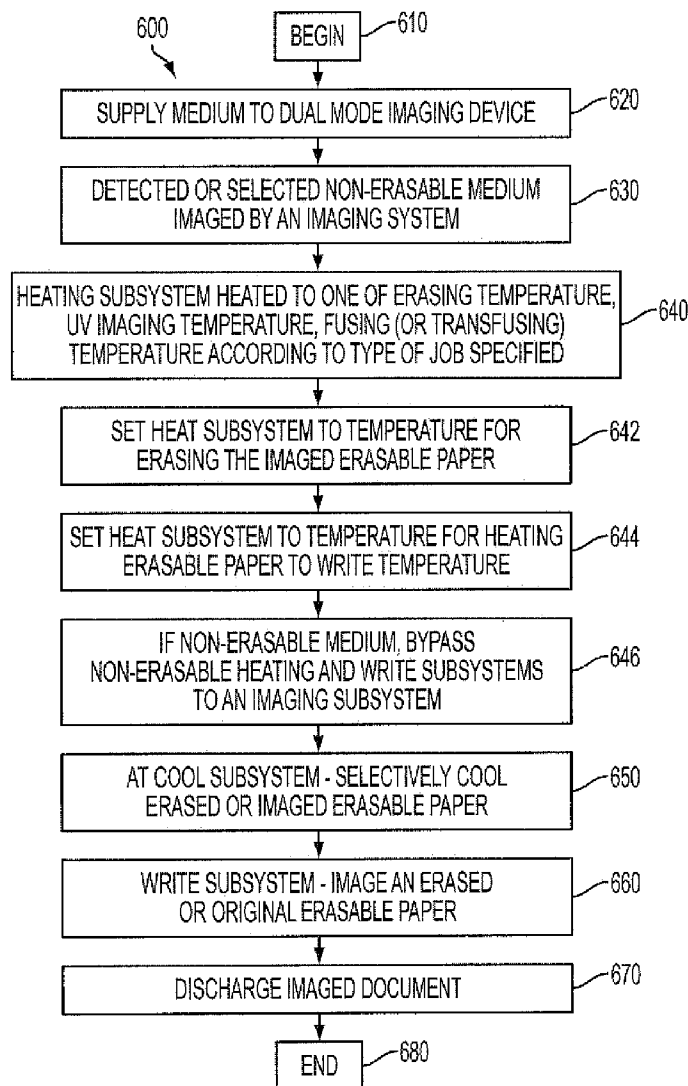 600
BEGIN
610
SUPPLY MEDIUM TO DUAL MODE IMAGING DEVICE
620
DETECTED OR SELECTED NON-ERASABLE MEDIUM
IMAGED BY AN IMAGING SYSTEM
630
HEATING SUBSYSTEM HEATED TO ONE OF ERASING TEMPERATURE,
UV IMAGING TEMPERATURE, FUSING (OR TRANSFUSING)
TEMPERATURE ACCORDING TO TYPE OF JOB SPECIFIED
640
SET HEAT SUBSYSTEM TO TEMPERATURE FOR
ERASING THE IMAGED ERASABLE PAPER
642
SET HEAT SUBSYSTEM TO TEMPERATURE FOR HEATING
ERASABLE PAPER TO WRITE TEMPERATURE
644
IF NON-ERASABLE MEDIUM, BYPASS
NON-ERASABLE HEATING AND WRITE SUBSYSTEMS
TO AN IMAGING SUBSYSTEM
646
AT COOL SUBSYSTEM - SELECTIVELY COOL
ERASED OR IMAGED ERASABLE PAPER
650
WRITE SUBSYSTEM - IMAGE AN ERASED
OR ORIGINAL ERASABLE PAPER
660
DISCHARGE IMAGED DOCUMENT
670
END
680